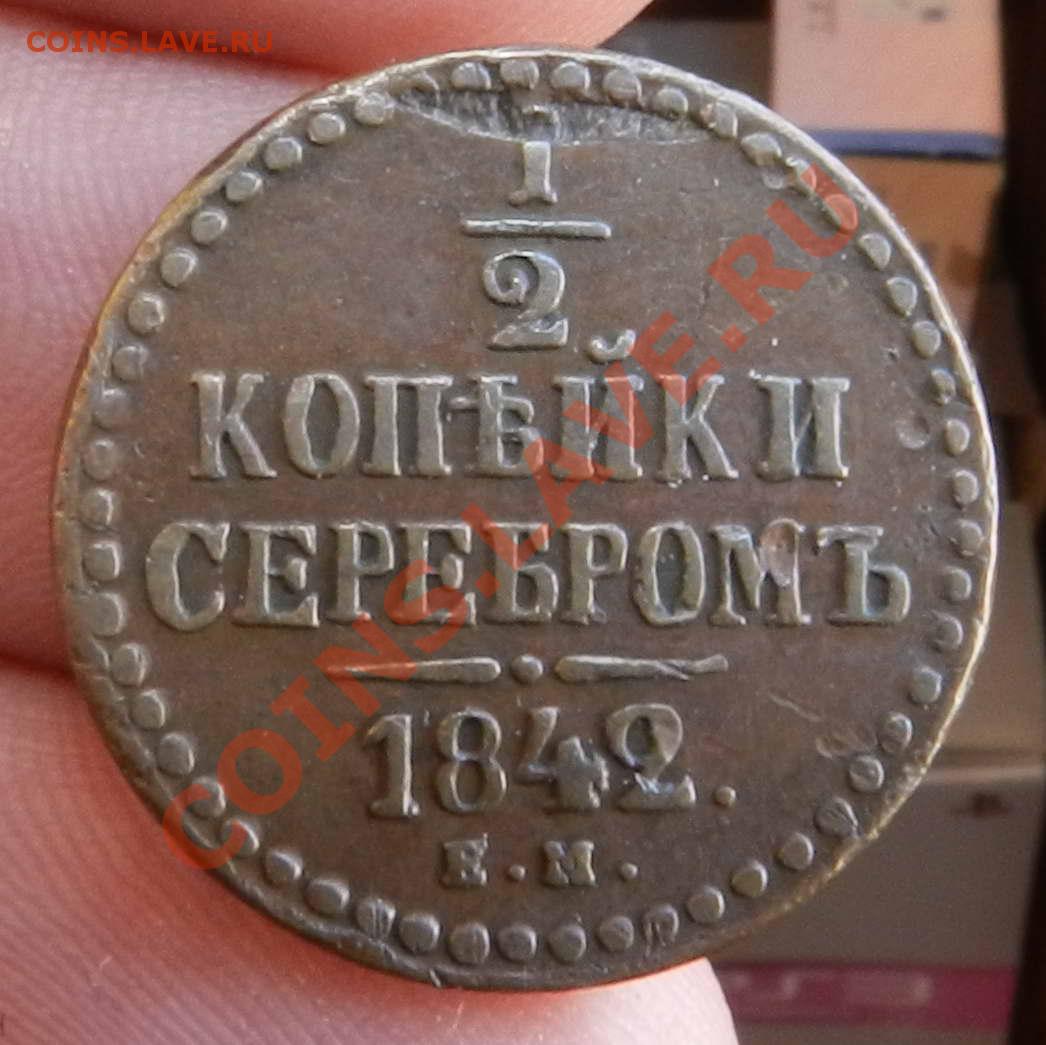 COINS.LAVE.RU
1
2
КОПѢЙКИ
СЕРЕБРОМЪ
1842.
Е.М.
COINS.LAVE.RU